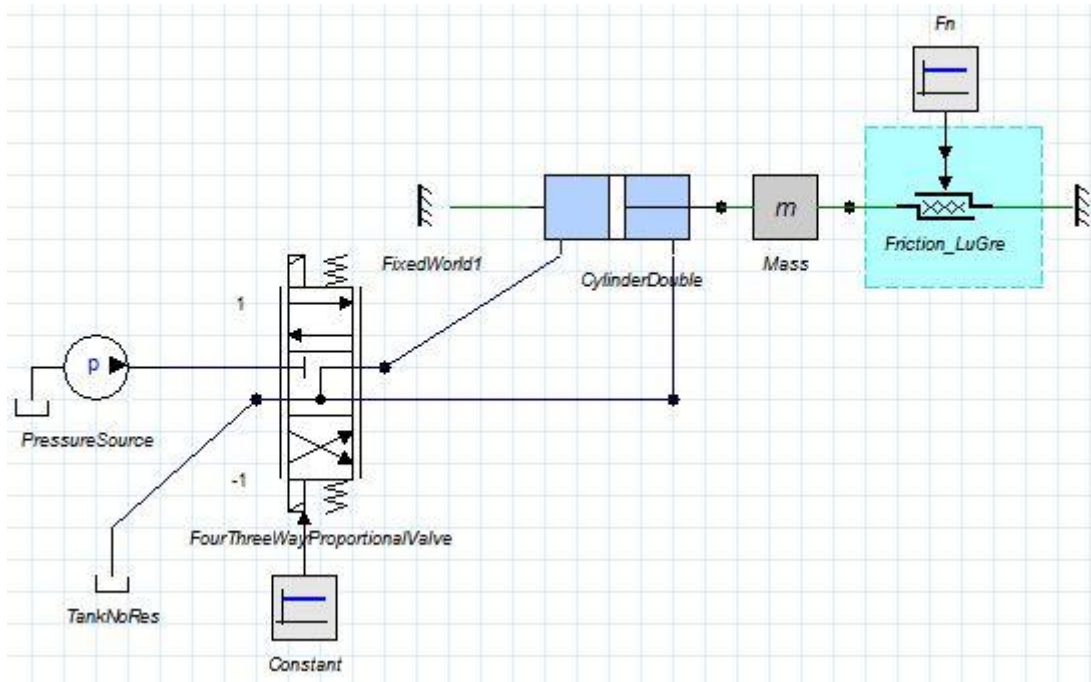 Fn
m
Friction_LuGre
FixedWorld1
CylinderDouble
Mass
1
p
PressureSource
-1
FourThreeWayProportionalValve
TankNoRes
Constant